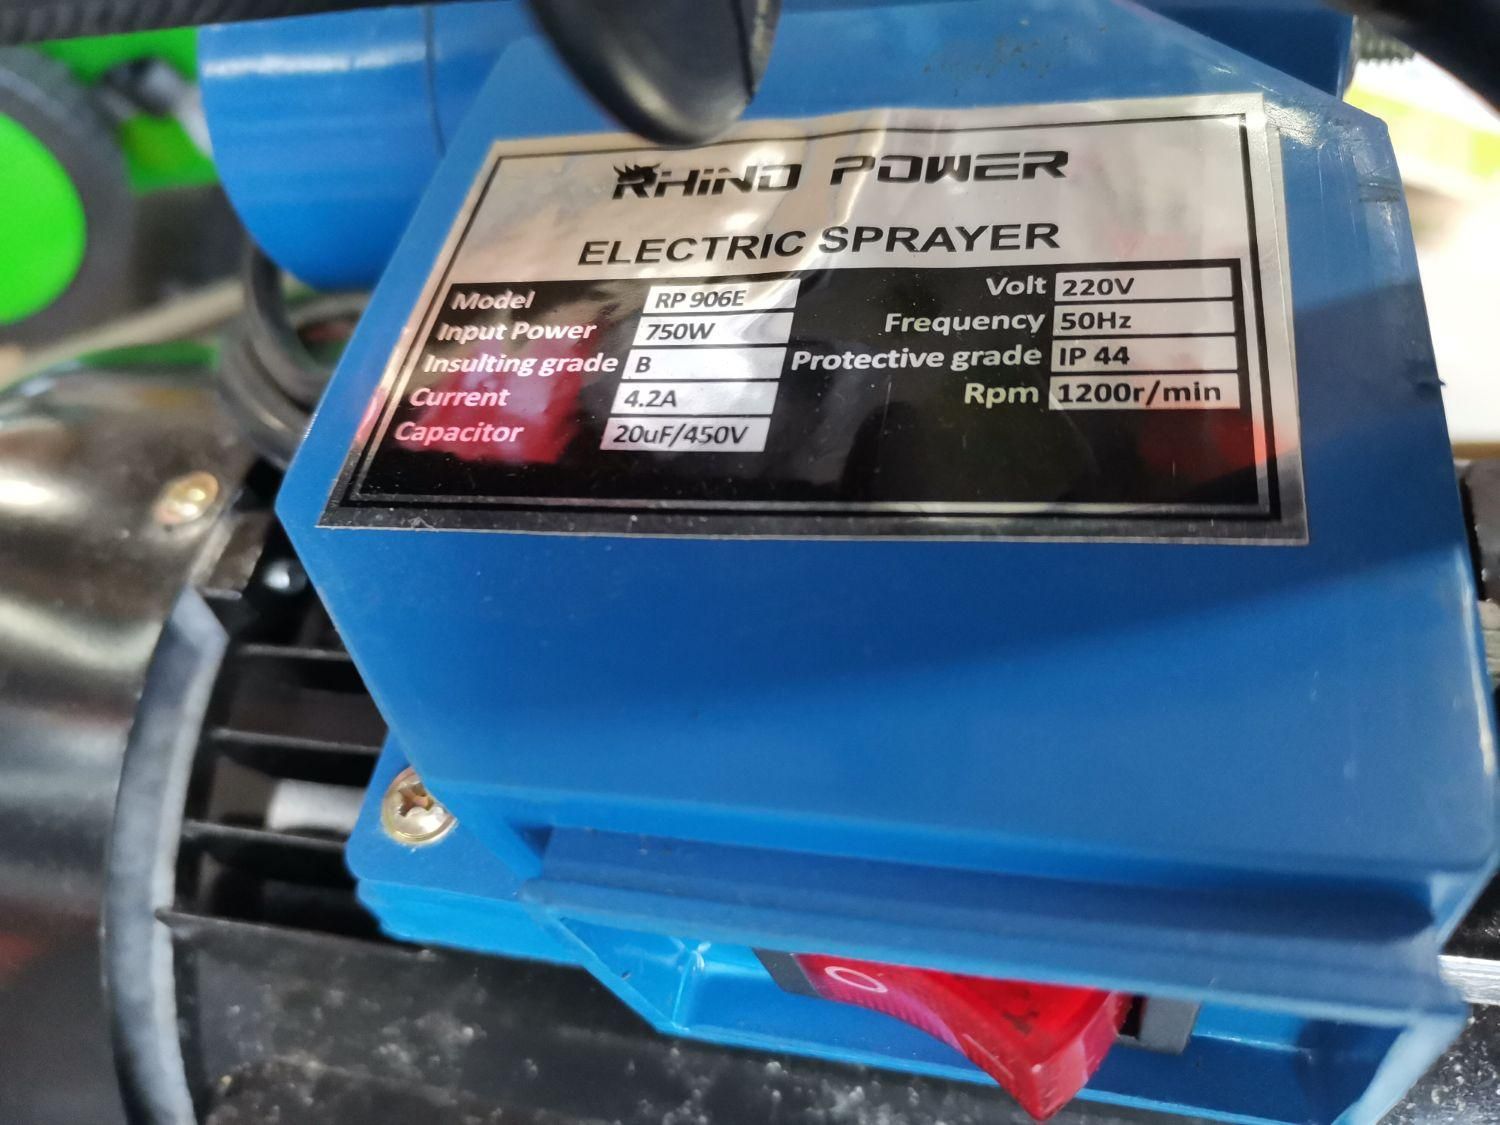 RHINO POWER
ELECTRIC SPRAYER
Model RP 906E Volt 220V
Input Power 750W Frequency 50Hz
Insulting grade B Protective grade IP 44
Current 4.2A Rpm 1200r/min
Capacitor 20uF/450V